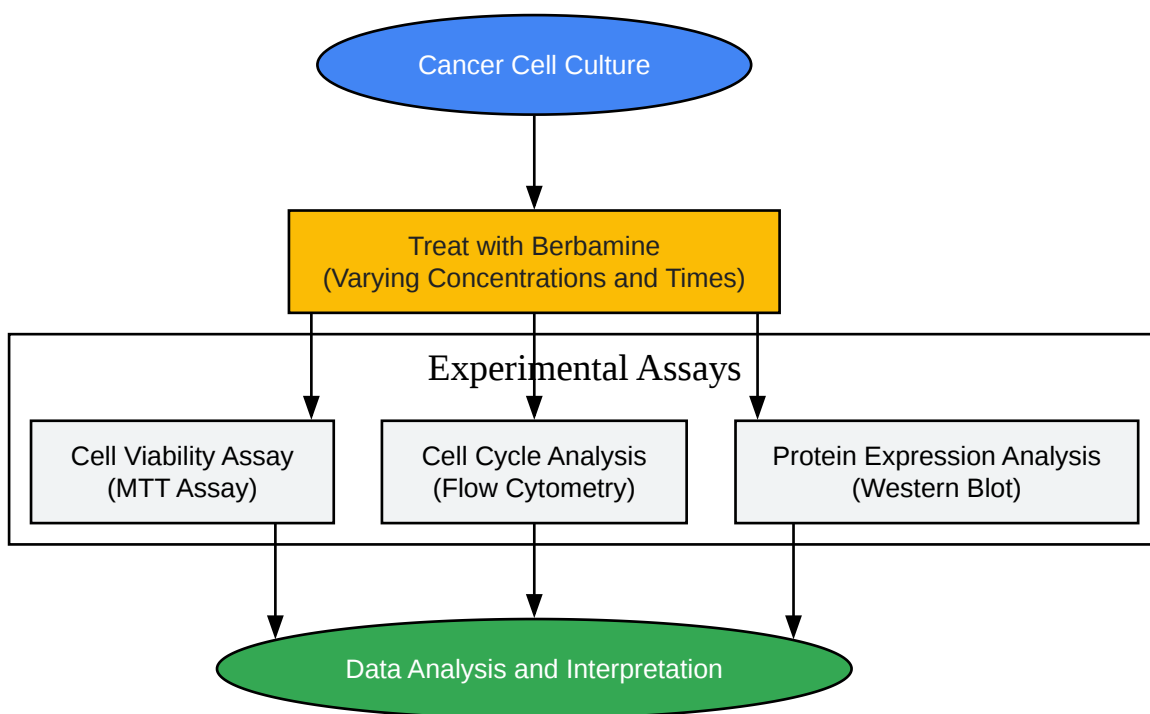 Cancer Cell Culture
Treat with Berbamine
(Varying Concentrations and Times)
Experimental Assays
Cell Viability Assay
(MTT Assay)
Cell Cycle Analysis
(Flow Cytometry)
Protein Expression Analysis
(Western Blot)
Data Analysis and Interpretation